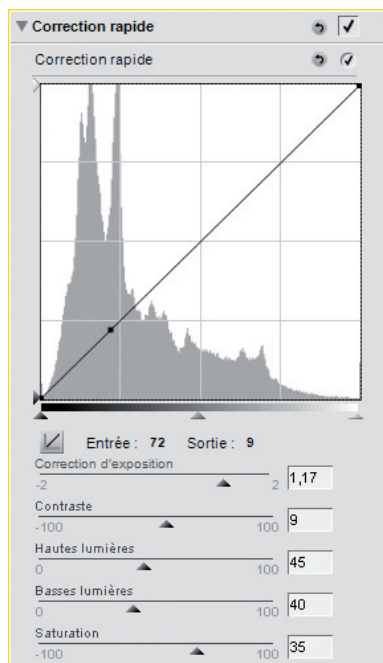 Correction rapide
Correction rapide
Entrée : 72 Sortie : 9
Correction d'exposition
-2 2 1,17
Contraste
-100 100 9
Hautes lumières
0 100 45
Basses lumières
0 100 40
Saturation
-100 100 35